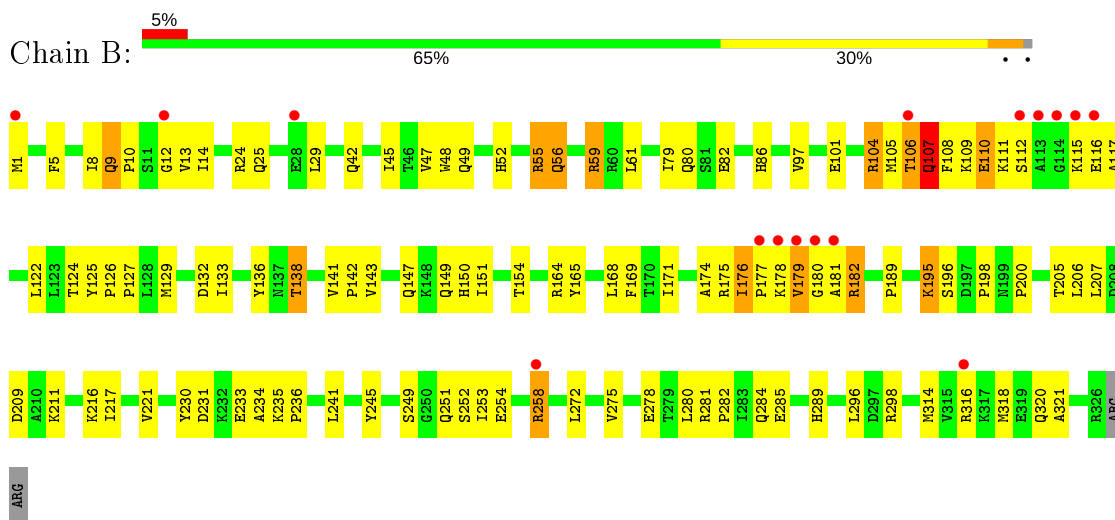 5%
Chain B:
65% 30% • •
M1 F5 I8 Q9 P10 S11 G12 V13 I14 R24 Q25 E28 L29 Q42 I45 T46 V47 W48 Q49 H52 R55 Q56 R59 R60 L61 I79 Q80 S81 E82 H86 V97 E101 R104 M105 T106 Q107 F108 K109 E110 K111 S112 A113 G114 K115 E116 A117
L122 L123 T124 Y125 P126 P127 L128 M129 D132 I133 Y136 N137 T138 V141 P142 V143 Q147 K148 Q149 H150 I151 T154 R164 Y165 L168 F169 T170 I171 A174 R175 I176 P177 K178 V179 G180 A181 R182 P189 K195 S196 D197 P198 N199 P200 T205 L206 L207 D208
D209 A210 K211 K216 I217 V221 Y230 D231 K232 E233 A234 K235 P236 L241 Y245 S249 G250 Q251 S252 I253 E254 R258 L272 V275 E278 T279 L280 R281 P282 I283 Q284 E285 H289 L296 D297 R298 M314 V315 R316 K317 M318 E319 Q320 A321 R326 ARG
ARG